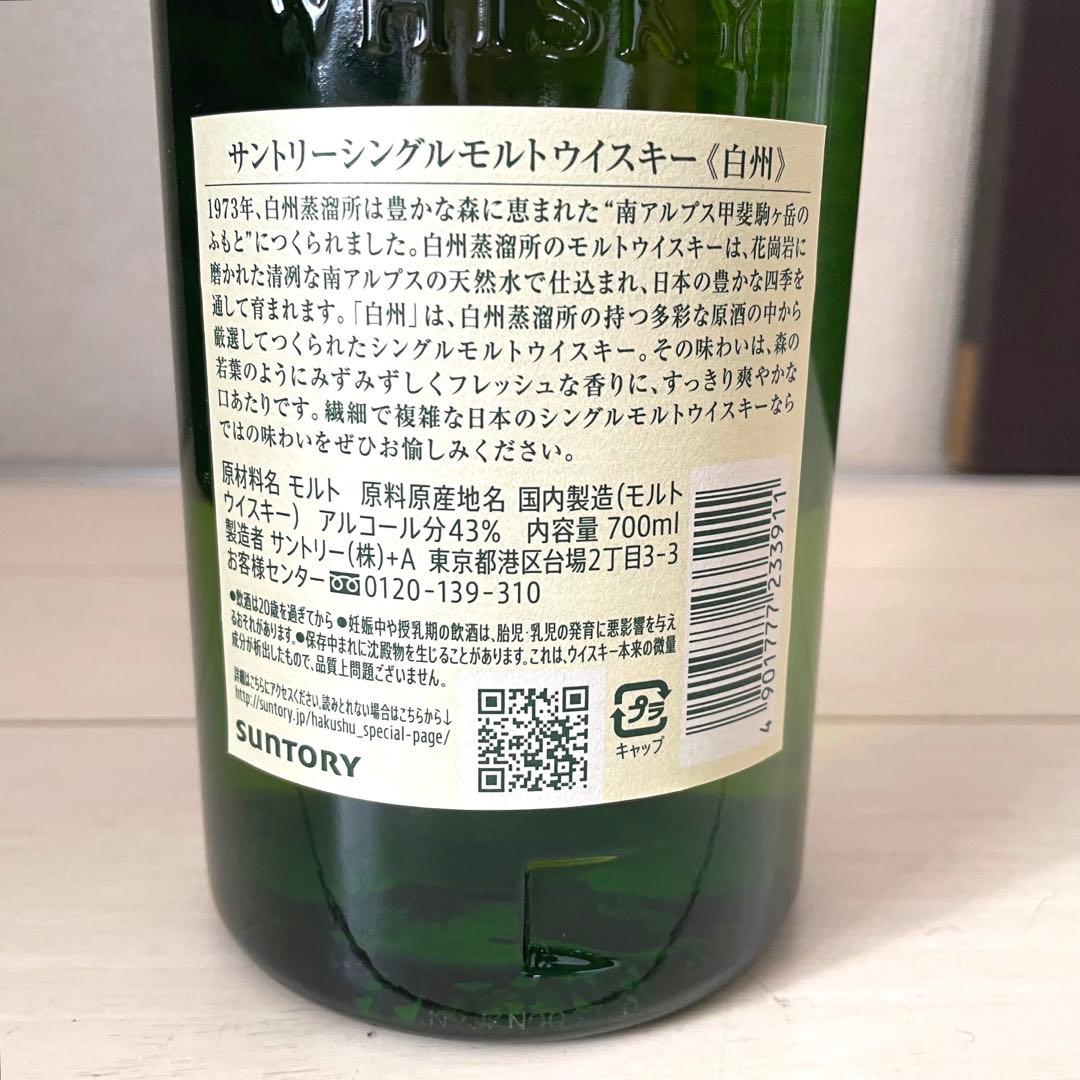 WHISKY
サントリーシングルモルトウイスキー《白州》
1973年、白州蒸溜所は豊かな森に恵まれた“南アルプス甲斐駒ヶ岳の
ふもと”につくられました。白州蒸溜所のモルトウイスキーは、花崗岩に
磨かれた清冽な南アルプスの天然水で仕込まれ、日本の豊かな四季を
通して育まれます。「白州」は、白州蒸溜所の持つ多彩な原酒の中から
厳選してつくられたシングルモルトウイスキー。その味わいは、森の
若葉のようにみずみずしくフレッシュな香りに、すっきり爽やかな
口あたりです。繊細で複雑な日本のシングルモルトウイスキーなら
ではの味わいをぜひお愉しみください。
原材料名 モルト 原料原産地名 国内製造(モルト
ウイスキー) アルコール分43% 内容量 700ml
製造者 サントリー(株)+A 東京都港区台場2丁目3-3
お客様センター 0120-139-310
●飲酒は20歳を過ぎてから ●妊娠中や授乳期の飲酒は、胎児・乳児の発育に悪影響を与え
るおそれがあります。●保存中まれに沈殿物を生じることがあります。これは、ウイスキー本来の微量
成分が析出したもので、品質上問題ございません。
詳細はこちらにアクセスください。読みとれない場合はこちらから↓
http://suntory.jp/hakushu_special-page/
SUNTORY
プラ
キャップ
4 901777 233911